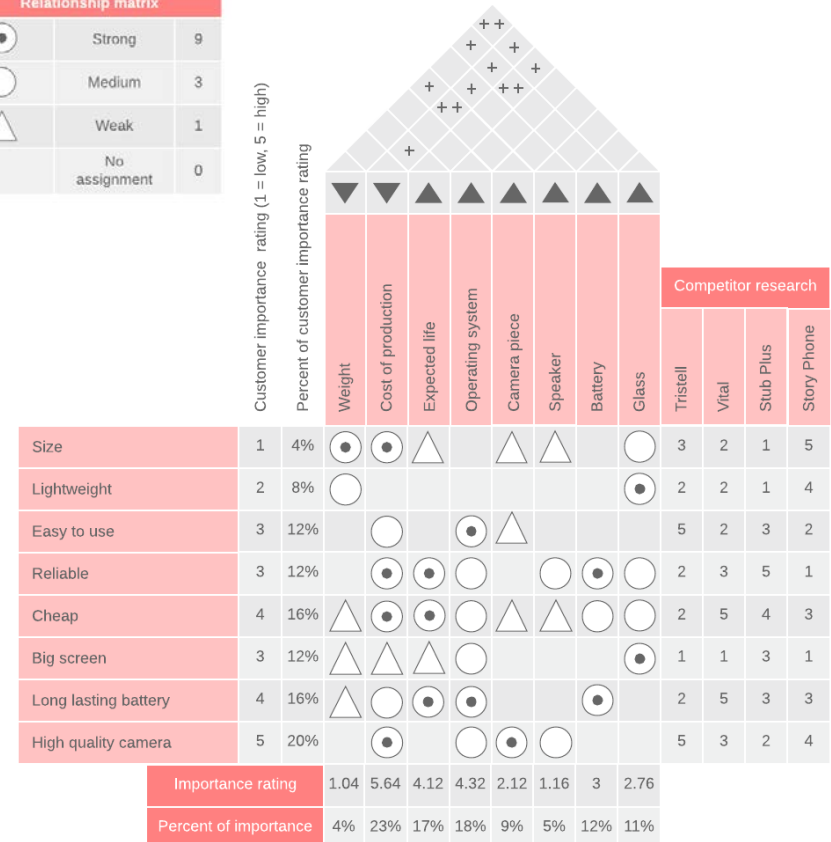 Relationship matrix
Strong 9
Medium 3
Weak 1
No
assignment 0
Customer importance rating (1 = low, 5 = high)
Percent of customer importance rating
++
+ +
+ +
+ + ++
++
+
Weight
Cost of production
Expected life
Operating system
Camera piece
Speaker
Battery
Glass
Competitor research
Tristell
Vital
Stub Plus
Story Phone
Size 1 4% 3 2 1 5
Lightweight 2 8% 2 2 1 4
Easy to use 3 12% 5 2 3 2
Reliable 3 12% 2 3 5 1
Cheap 4 16% 2 5 4 3
Big screen 3 12% 1 1 3 1
Long lasting battery 4 16% 2 5 3 3
High quality camera 5 20% 5 3 2 4
Importance rating 1.04 5.64 4.12 4.32 2.12 1.16 3 2.76
Percent of importance 4% 23% 17% 18% 9% 5% 12% 11%